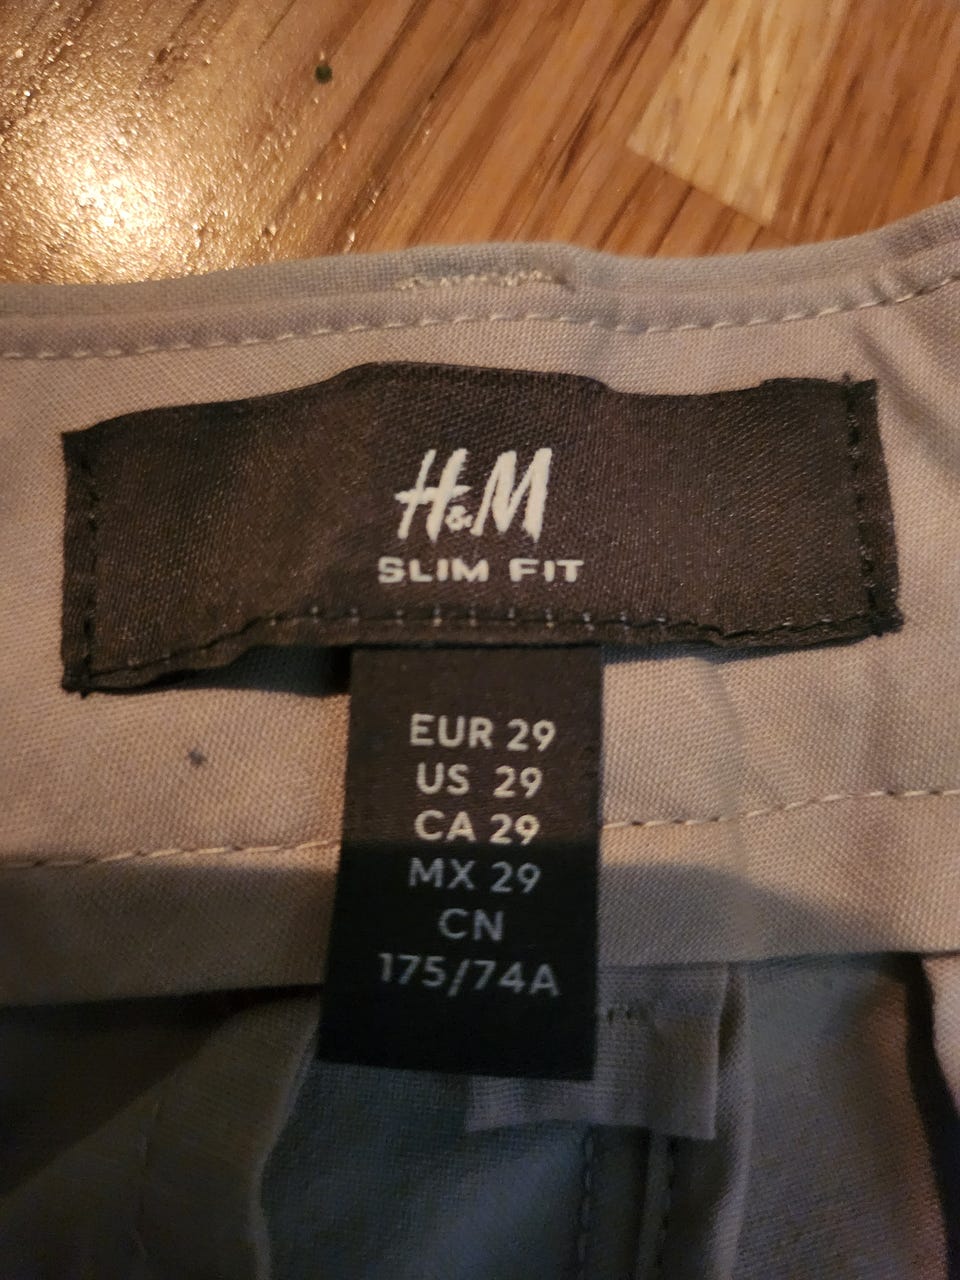 H&M
SLIM FIT
EUR 29
US 29
CA 29
MX 29
CN
175/74A